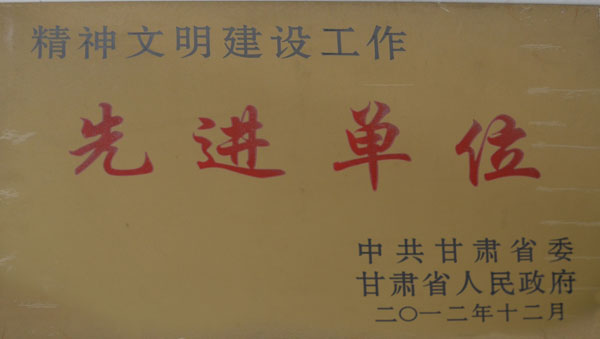 精神文明建设工作
先进单位
中共甘肃省委
甘肃省人民政府
二〇一二年十二月